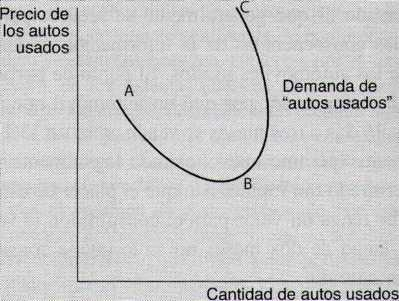 Precio de
los autos
usados
C
A
Demanda de
“autos usados”
B
Cantidad de autos usados